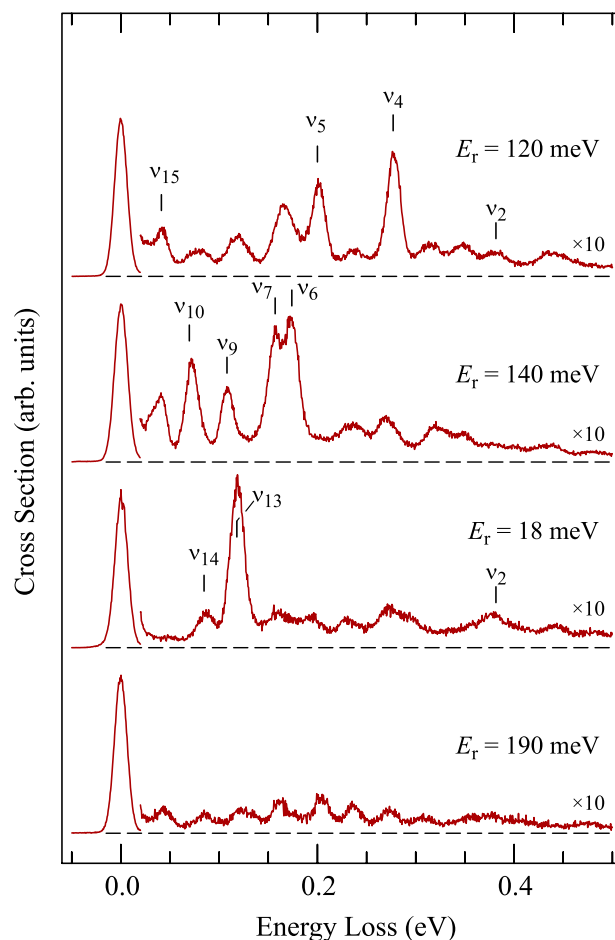 ν4
ν5
Er = 120 meV
ν15
ν2
×10
ν7 ν6
ν10
ν9
Er = 140 meV
×10
ν13
Er = 18 meV
ν14
ν2
×10
Er = 190 meV
×10
0.0 0.2 0.4
Energy Loss (eV)
Cross Section (arb. units)